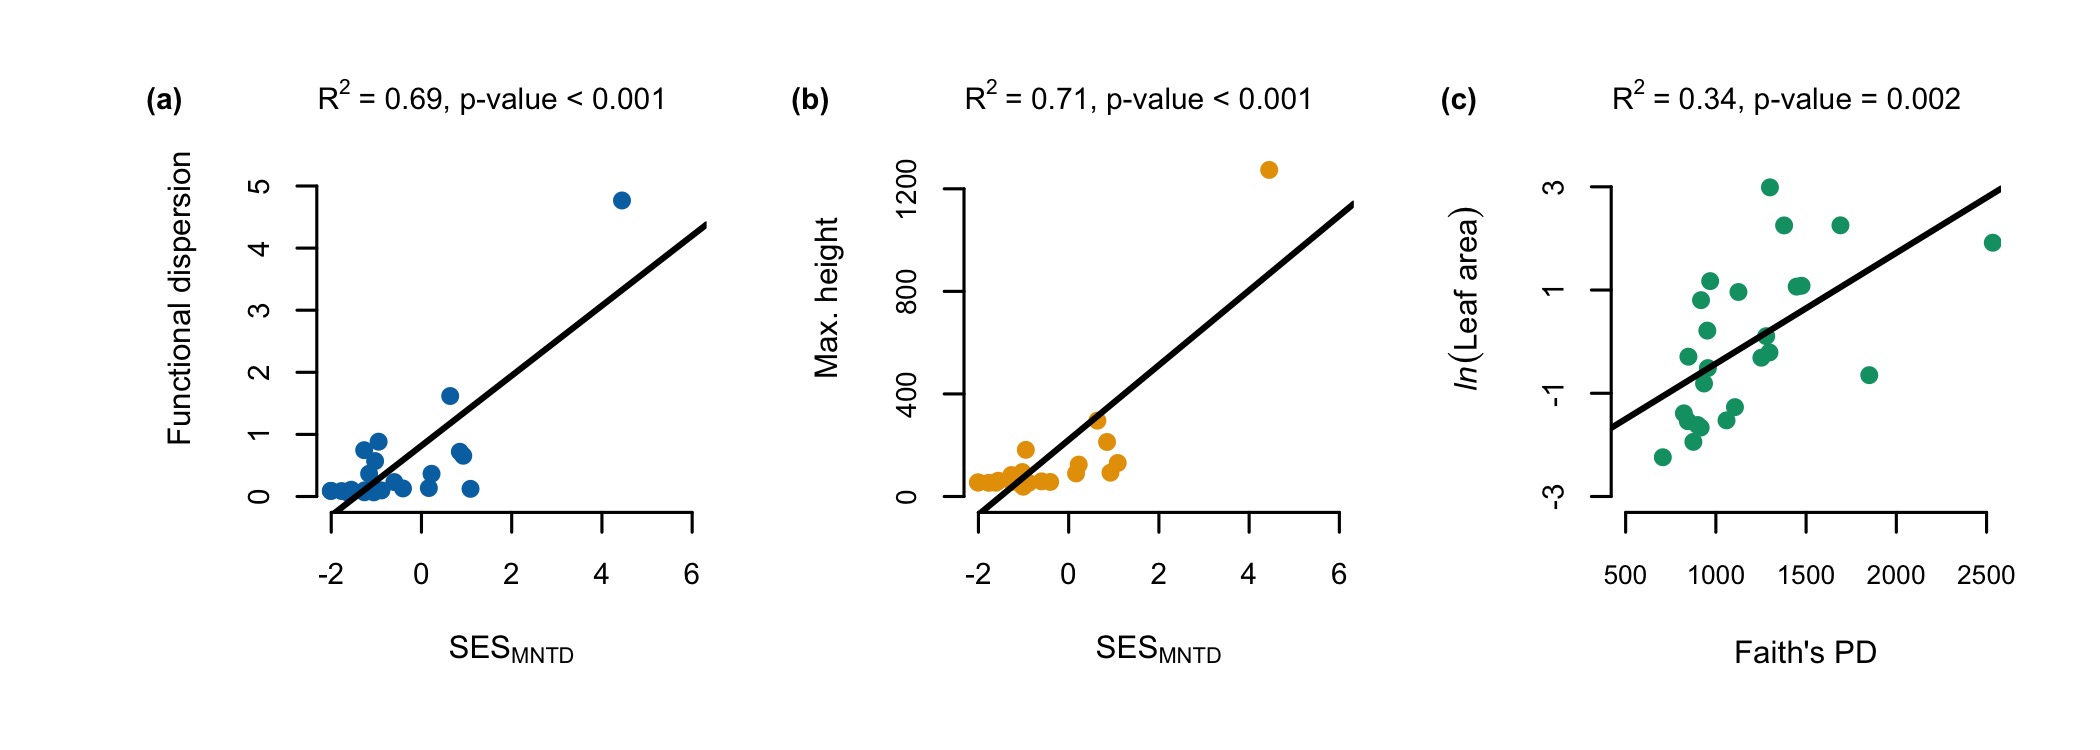 (a)
R2 = 0.69, p-value < 0.001
Functional dispersion
5
4
3
2
1
0
-2 0 2 4 6
SESMNTD
(b)
R2 = 0.71, p-value < 0.001
Max. height
1200
800
400
0
-2 0 2 4 6
SESMNTD
(c)
R2 = 0.34, p-value = 0.002
ln(Leaf area)
3
1
-1
-3
500 1000 1500 2000 2500
Faith's PD